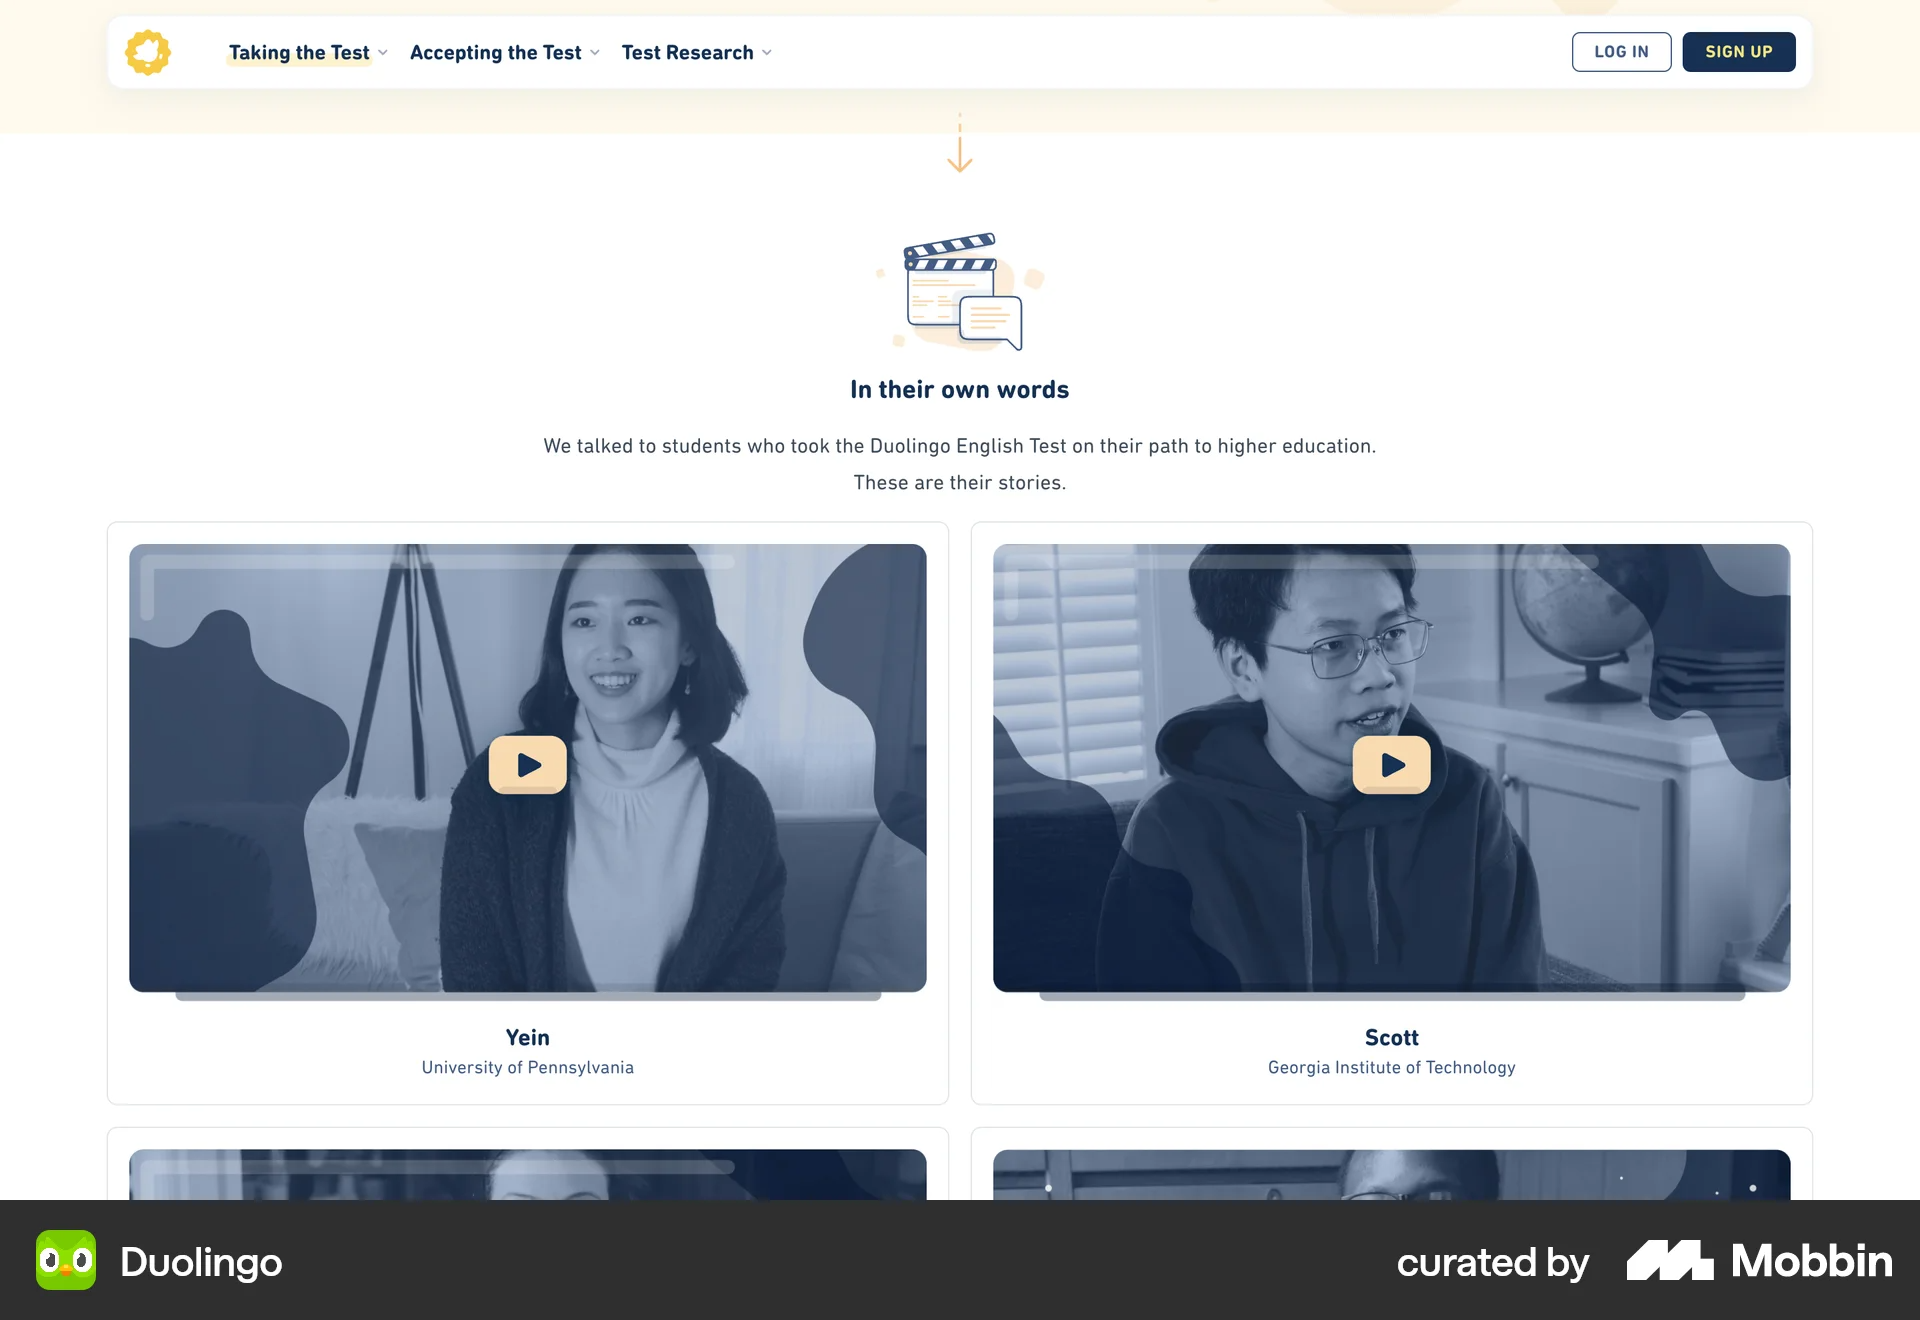 Taking the Test
Accepting the Test
Test Research
LOG IN
SIGN UP
In their own words
We talked to students who took the Duolingo English Test on their path to higher education.
These are their stories.
Yein
University of Pennsylvania
Scott
Georgia Institute of Technology
Duolingo
curated by
Mobbin